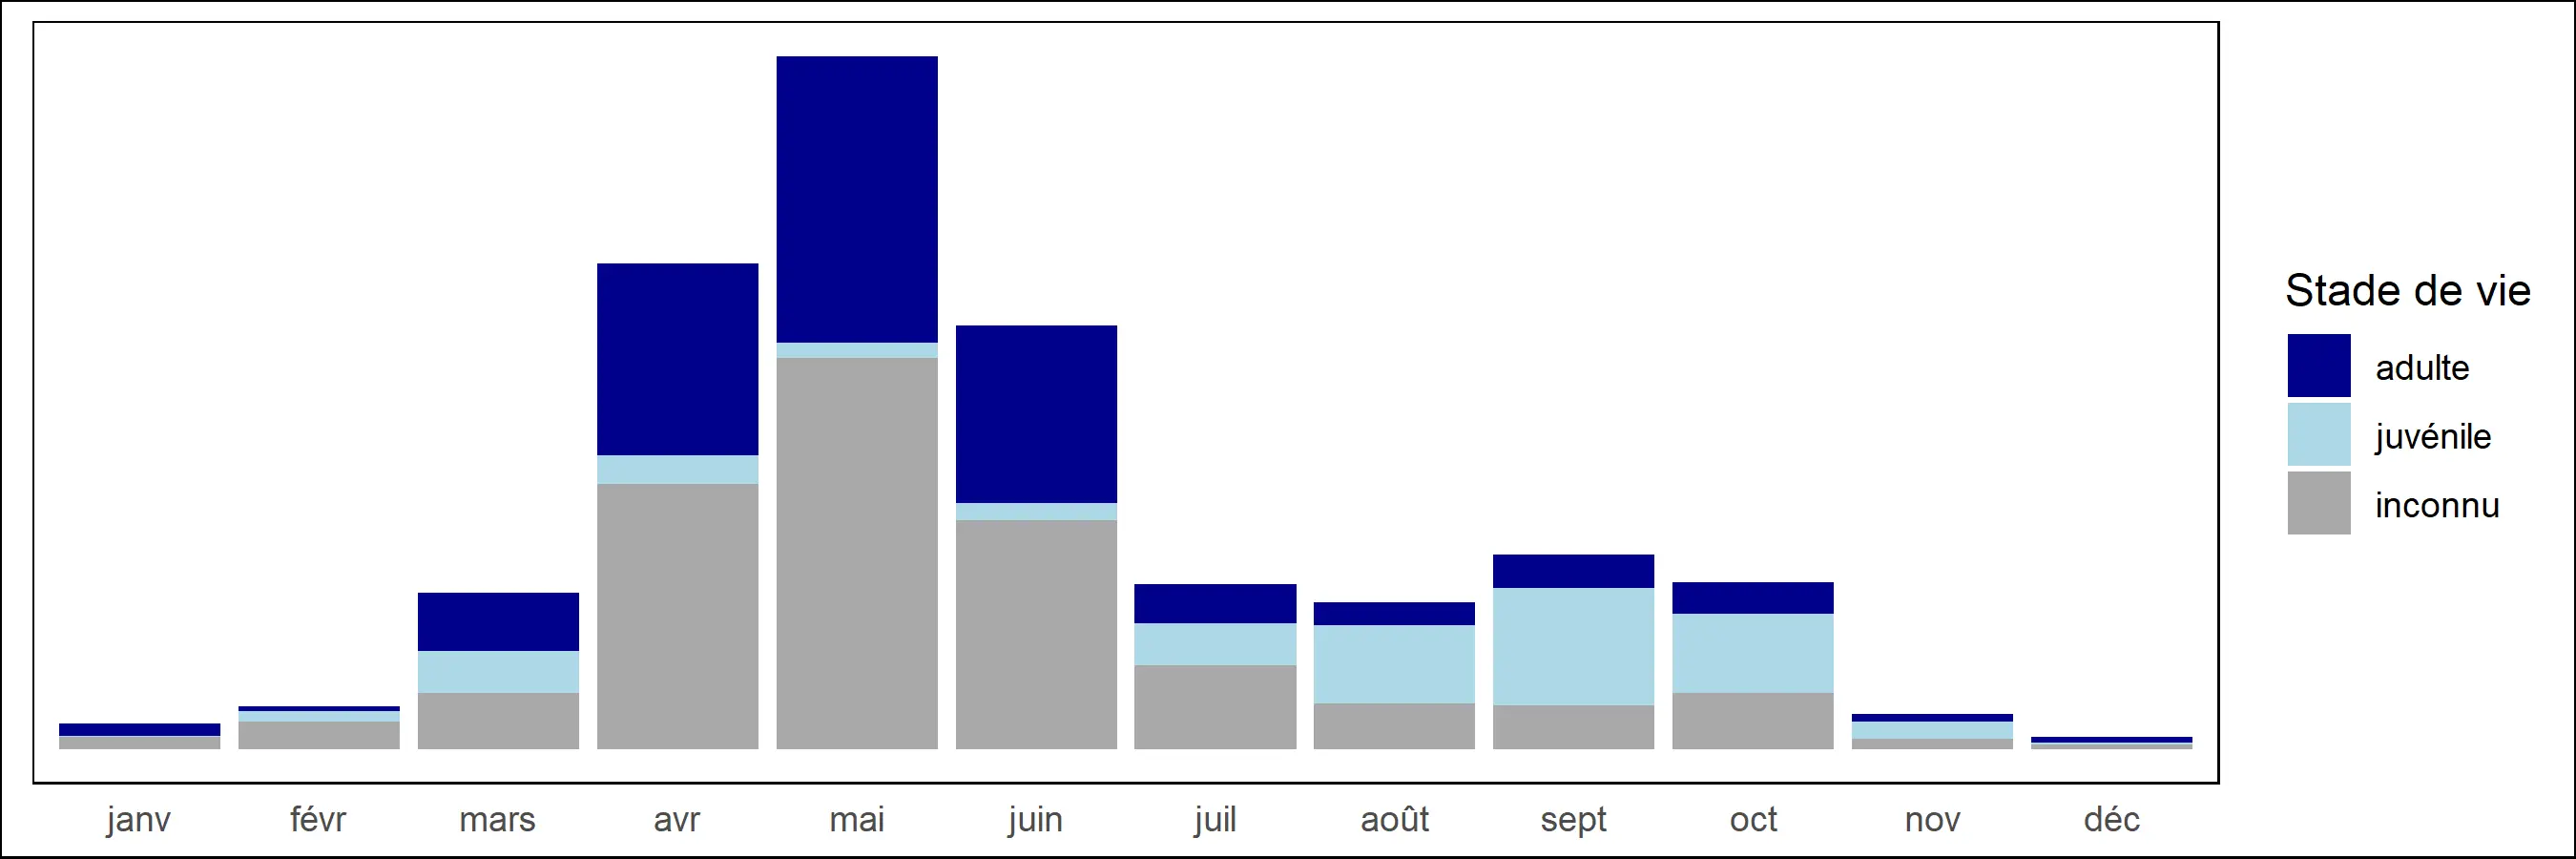 Stade de vie
adulte
juvénile
inconnu
janv févr mars avr mai juin juil août sept oct nov déc